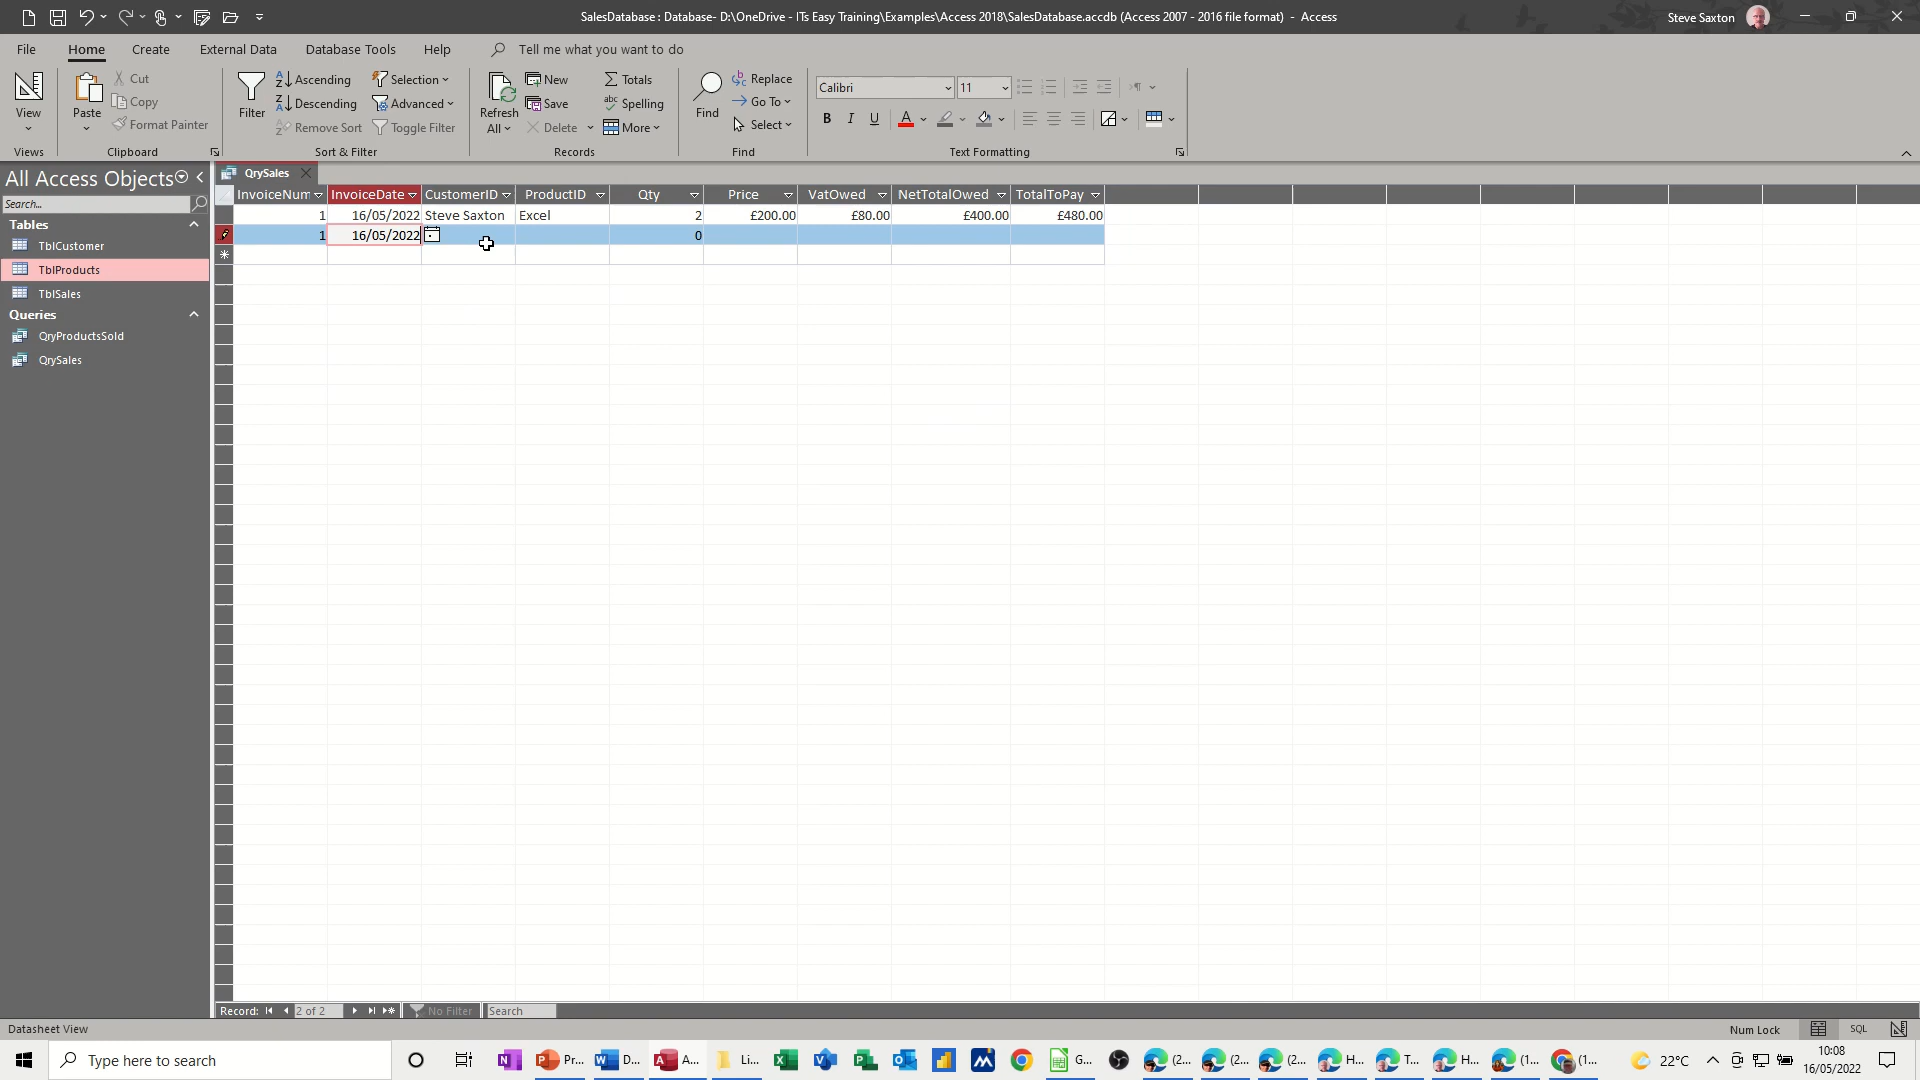 SalesDatabase : Database- D:\OneDrive - ITs Easy Training\Examples\Access 2018\SalesDatabase.accdb (Access 2007 - 2016 file format) - Access
Steve Saxton
File Home Create External Data Database Tools Help Tell me what you want to do
View
Views
Paste
Cut
Copy
Format Painter
Clipboard
Filter
Ascending
Descending
Remove Sort
Selection
Advanced
Toggle Filter
Sort & Filter
Refresh
All
New
Save
Delete
Totals
Spelling
More
Records
Find
Replace
Go To
Select
Find
Calibri 11
B I U A
Text Formatting
All Access Objects
Search...
Tables
TblCustomer
TblProducts
TblSales
Queries
QryProductsSold
QrySales
QrySales
InvoiceNum InvoiceDate CustomerID ProductID Qty Price VatOwed NetTotalOwed TotalToPay
1 16/05/2022 Steve Saxton Excel 2 £200.00 £80.00 £400.00 £480.00
1 16/05/2022 0
Record: 2 of 2 No Filter Search
Datasheet View
Num Lock
SQL
Type here to search
Pr...
D...
A...
Li...
G...
(2...
(2...
(2...
H...
T...
H...
(1...
(1...
22°C
10:08
16/05/2022